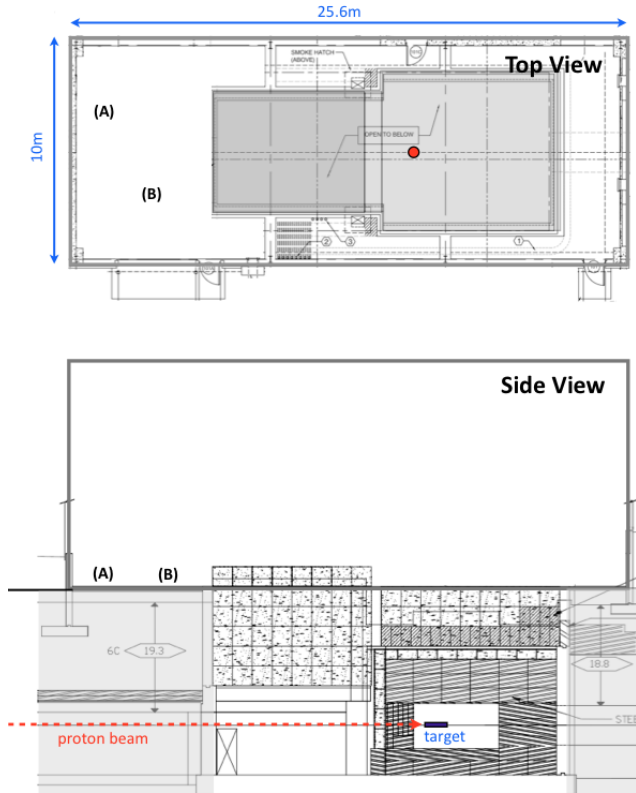 25.6m
SMOKE HATCH
(ABOVE)
Top View
10m
(A)
OPEN TO BELOW
(B)
2
3
1
Side View
(A)
(B)
6C
19.3
18.8
STEE
proton beam
target